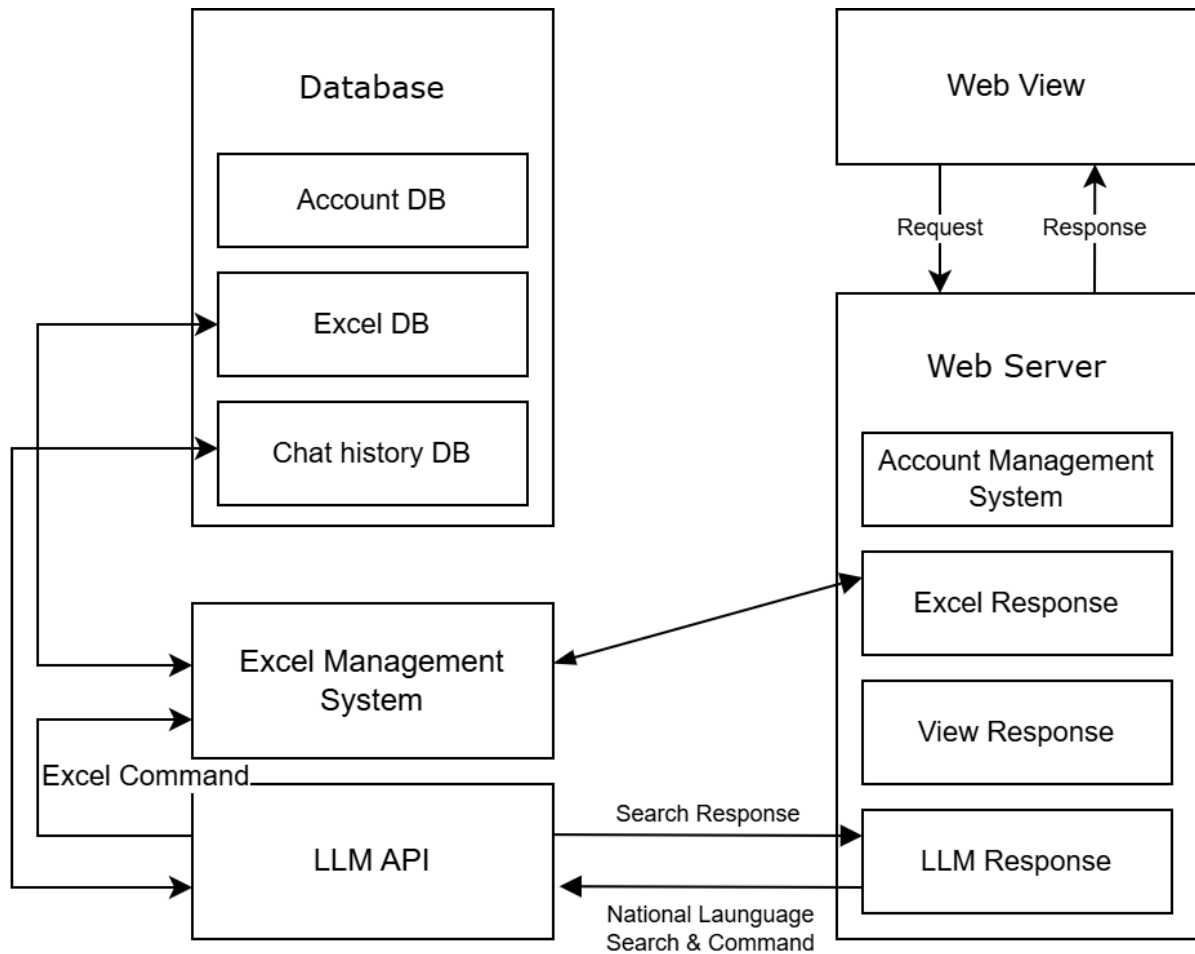 Database
Account DB
Excel DB
Chat history DB
Web View
Request
Response
Web Server
Account Management
System
Excel Response
View Response
LLM Response
Excel Management
System
Excel Command
LLM API
Search Response
National Launguage
Search & Command